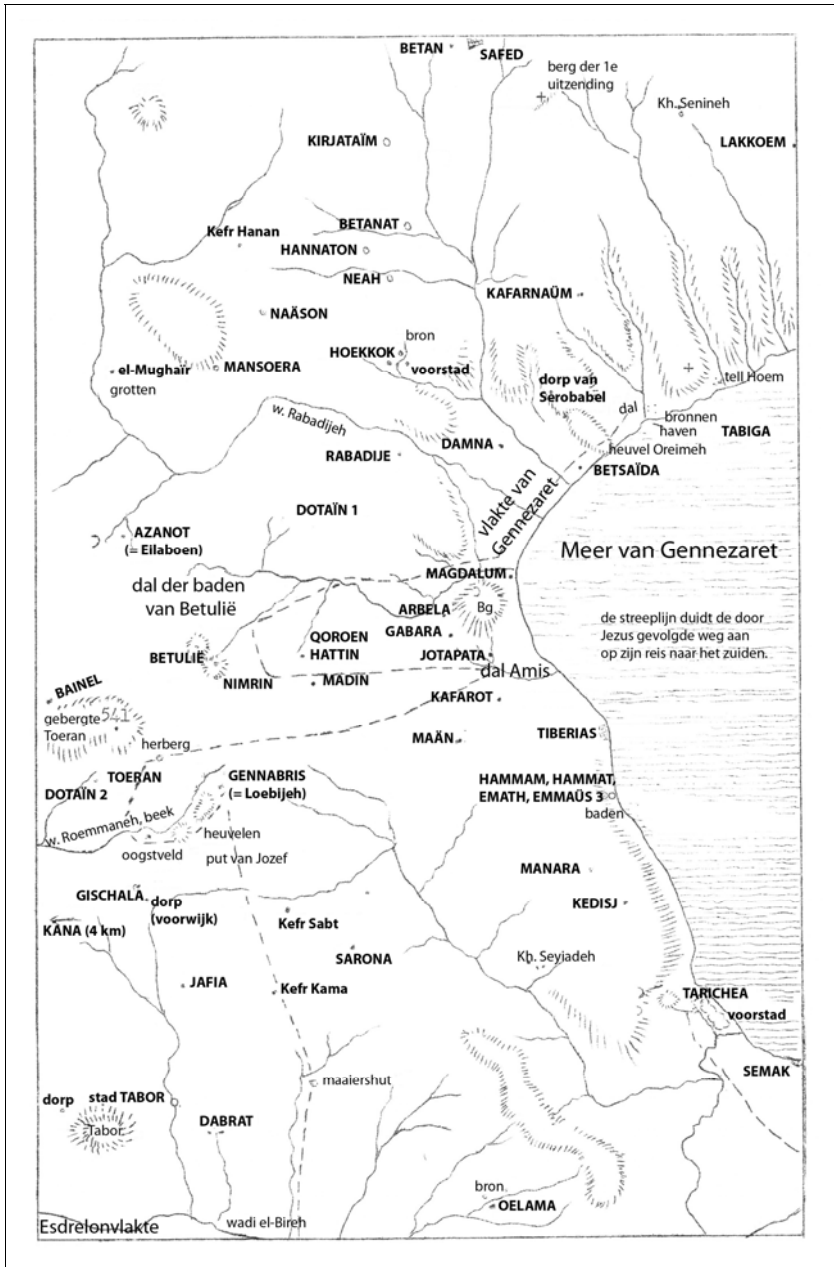 BETAN
SAFED
berg der 1e
uitzending
Kh. Senineh
KIRJATAÏM
LAKKOEM
Kefr Hanan
BETANAT
HANNATON
NEAH
KAFARNAÜM
NAÄSON
bron
HOEKKOK
voorstad
el-Mughaïr
grotten
MANSOERA
dorp van
Serobabel
tell Hoem
dal
bronnen
haven
TABIGA
w. Rabadijeh
DAMNA
heuvel Oreimeh
RABADIJE
BETSAÏDA
vlakte van
Gennezaret
DOTAÏN 1
AZANOT
(= Eilaboen)
Meer van Gennezaret
dal der baden
van Betulië
MAGDALUM
ARBELA
Bg
de streeplijn duidt de door
Jezus gevolgde weg aan
op zijn reis naar het zuiden.
GABARA
QOROEN
HATTIN
BETULIË
JOTAPATA
dal Amis
NIMRIN
MADIN
BAINEL
KAFAROT
gebergte
Toeran
541
herberg
MAÄN
TIBERIAS
TOERAN
GENNABRIS
(= Loebijeh)
HAMMAM, HAMMAT,
EMATH, EMMAÜS 3
baden
DOTAÏN 2
w. Roemmaneh, beek
heuvelen
oogstveld
put van Jozef
MANARA
GISCHALA
dorp
(voorwijk)
KEDISJ
KANA (4 km)
Kefr Sabt
SARONA
Kh. Seyjadeh
JAFIA
Kefr Kama
TARICHEA
voorstad
maaiershut
SEMAK
dorp
stad TABOR
Tabor
DABRAT
bron
OELAMA
Esdrelonvlakte
wadi el-Bireh